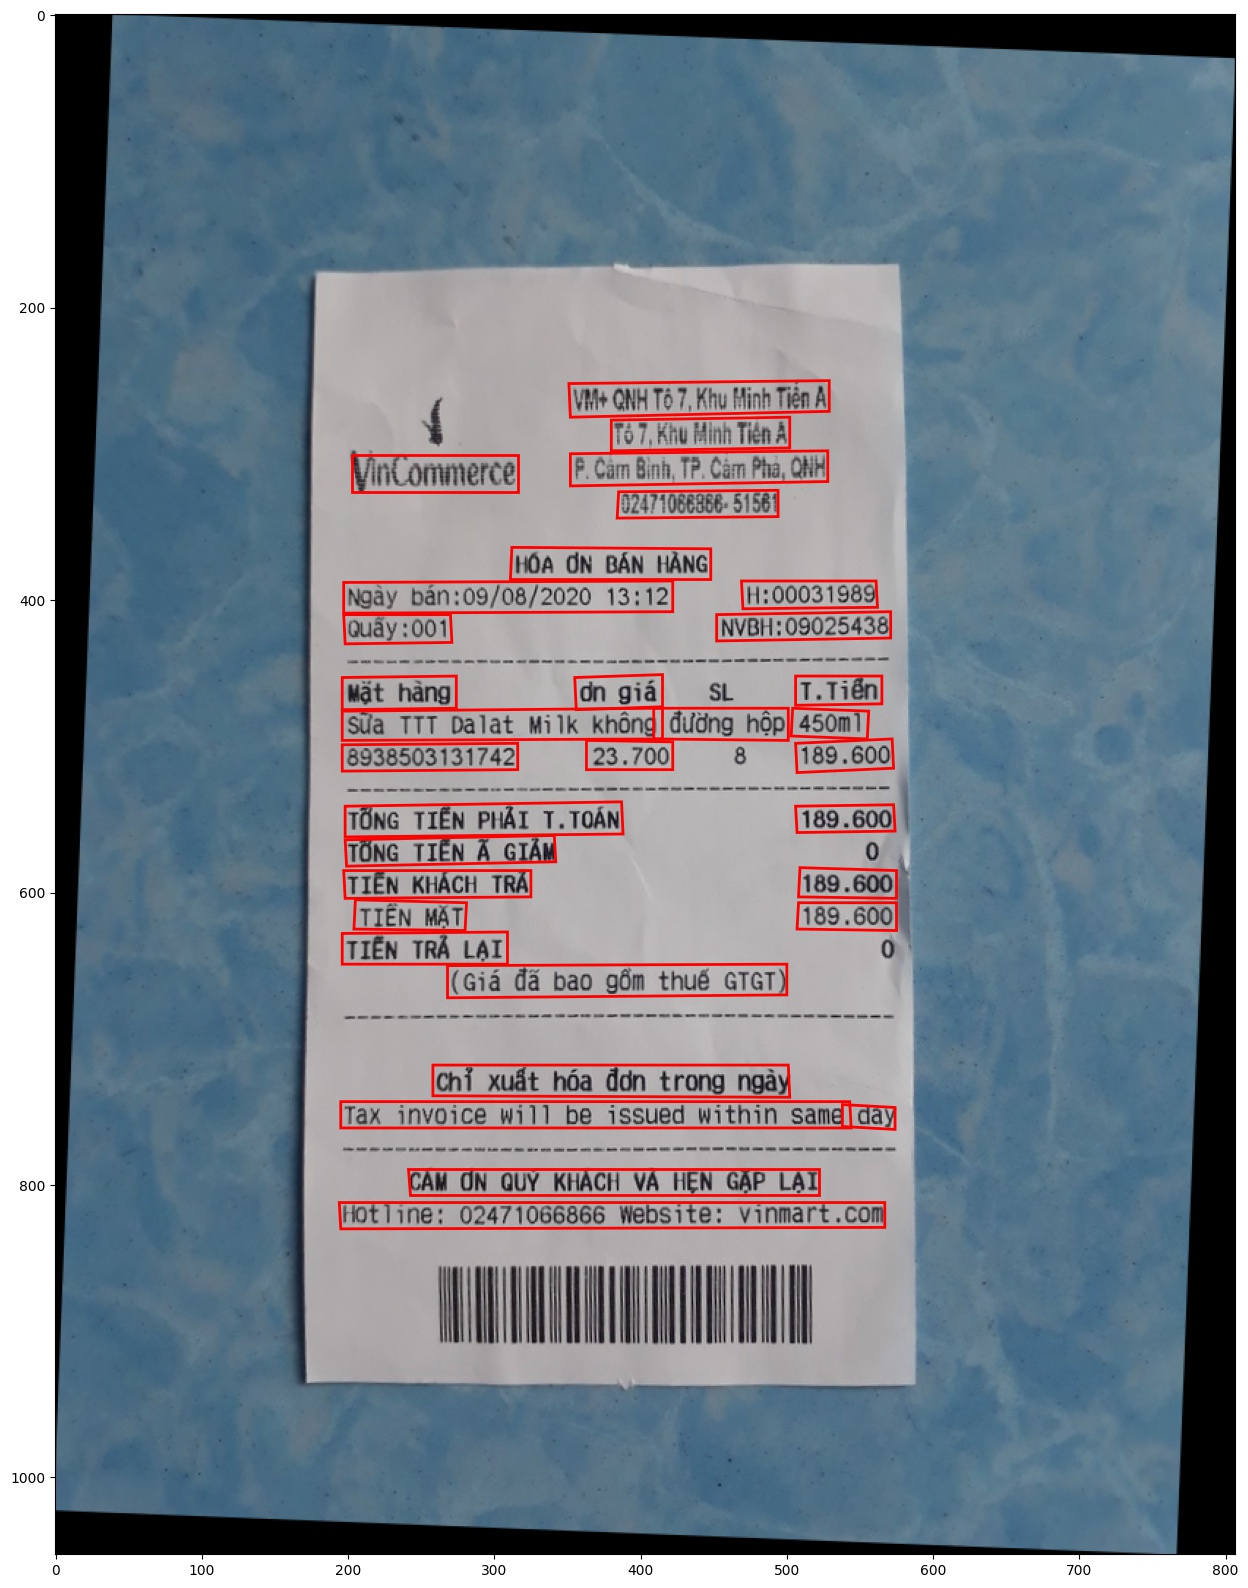 VM+ QNH Tổ 7, Khu Minh Tiến A
Tổ 7, Khu Minh Tiến A
VinCommerce
P. Cẩm Bình, TP. Cẩm Phả, QNH
02471066866- 51561
HÓA ƠN BÁN HÀNG
Ngày bán:09/08/2020 13:12 H:00031989
Quầy:001 NVBH:09025438
Mặt hàng ơn giá SL T.Tiền
Sữa TTT Dalat Milk không đường hộp 450ml
8938503131742 23.700 8 189.600
TỔNG TIỀN PHẢI T.TOÁN 189.600
TỔNG TIỀN Ã GIẢM 0
TIỀN KHÁCH TRẢ 189.600
TIỀN MẶT 189.600
TIỀN TRẢ LẠI 0
(Giá đã bao gồm thuế GTGT)
Chỉ xuất hóa đơn trong ngày
Tax invoice will be issued within same day
CẢM ƠN QUÝ KHÁCH VÀ HẸN GẶP LẠI
Hotline: 02471066866 Website: vinmart.com
0
200
400
600
800
1000
0 100 200 300 400 500 600 700 800